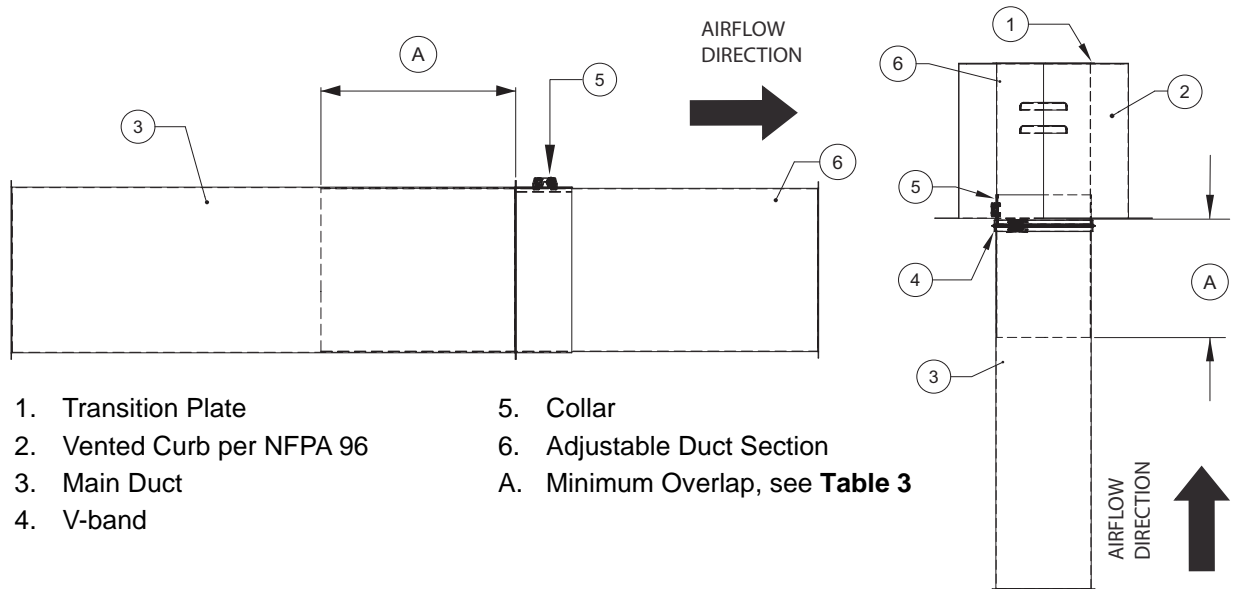 A
5
AIRFLOW
DIRECTION
3
6
1
6
2
5
4
A
3
AIRFLOW
DIRECTION
1. Transition Plate
2. Vented Curb per NFPA 96
3. Main Duct
4. V-band
5. Collar
6. Adjustable Duct Section
A. Minimum Overlap, see Table 3